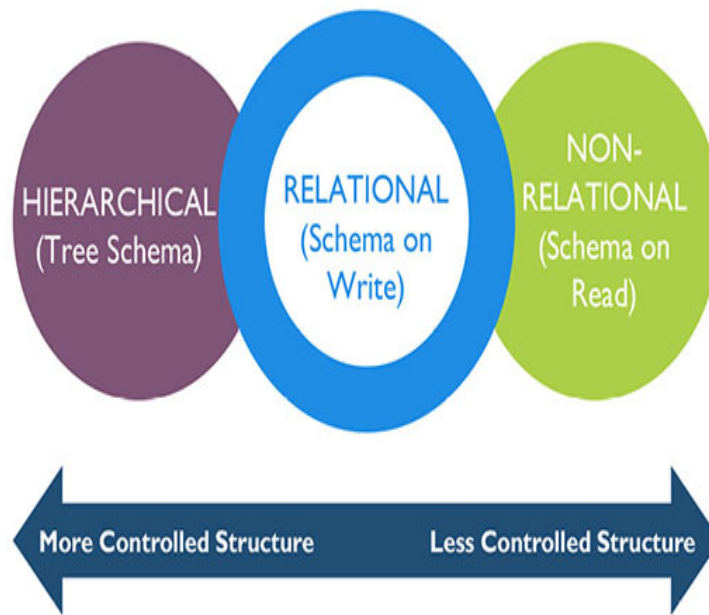 HIERARCHICAL
(Tree Schema)
RELATIONAL
(Schema on
Write)
NON-
RELATIONAL
(Schema on
Read)
More Controlled Structure
Less Controlled Structure